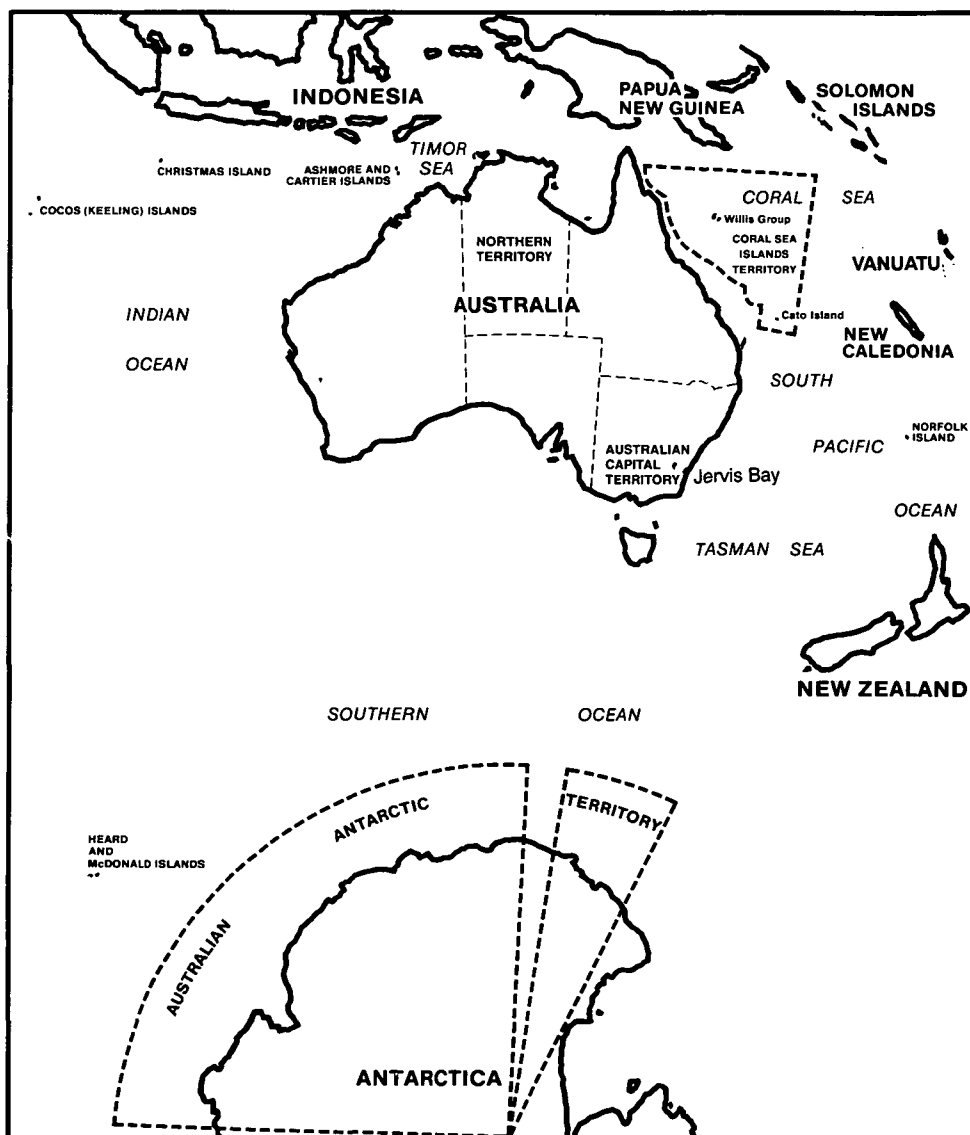 INDONESIA
PAPUA
NEW GUINEA
SOLOMON
ISLANDS
TIMOR
SEA
CHRISTMAS ISLAND
ASHMORE AND
CARTIER ISLANDS
COCOS (KEELING) ISLANDS
CORAL SEA
Willis Group
CORAL SEA
ISLANDS
TERRITORY
NORTHERN
TERRITORY
VANUATU
AUSTRALIA
INDIAN
OCEAN
Cato Island
NEW
CALEDONIA
SOUTH
PACIFIC
OCEAN
NORFOLK
ISLAND
AUSTRALIAN
CAPITAL
TERRITORY
Jervis Bay
TASMAN SEA
NEW ZEALAND
SOUTHERN OCEAN
HEARD
AND
McDONALD ISLANDS
AUSTRALIAN
ANTARCTIC
TERRITORY
ANTARCTICA